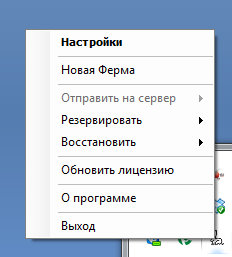 Настройки
Новая Ферма
Отправить на сервер
Резервировать
Восстановить
Обновить лицензию
О программе
Выход